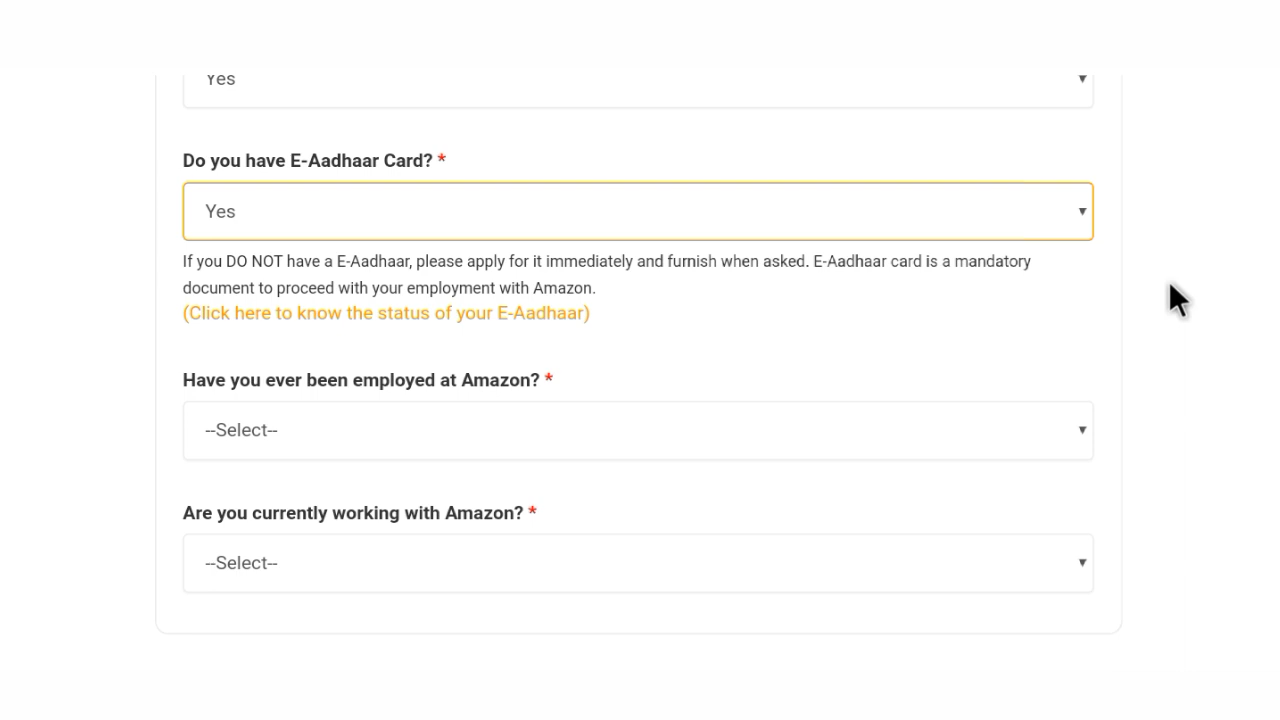 Yes
Do you have E-Aadhaar Card? *
Yes
If you DO NOT have a E-Aadhaar, please apply for it immediately and furnish when asked. E-Aadhaar card is a mandatory
document to proceed with your employment with Amazon.
(Click here to know the status of your E-Aadhaar)
Have you ever been employed at Amazon? *
--Select--
Are you currently working with Amazon? *
--Select--